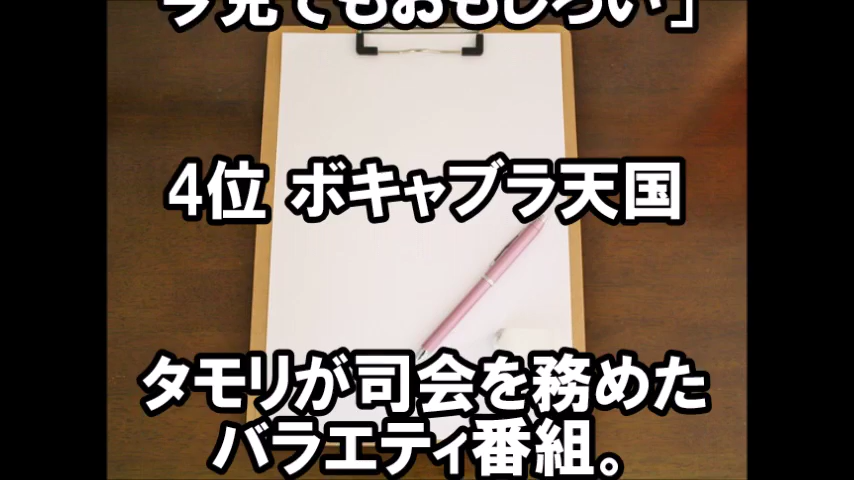 今見てもおもしろい」
4位 ボキャブラ天国
タモリが司会を務めた
バラエティ番組。